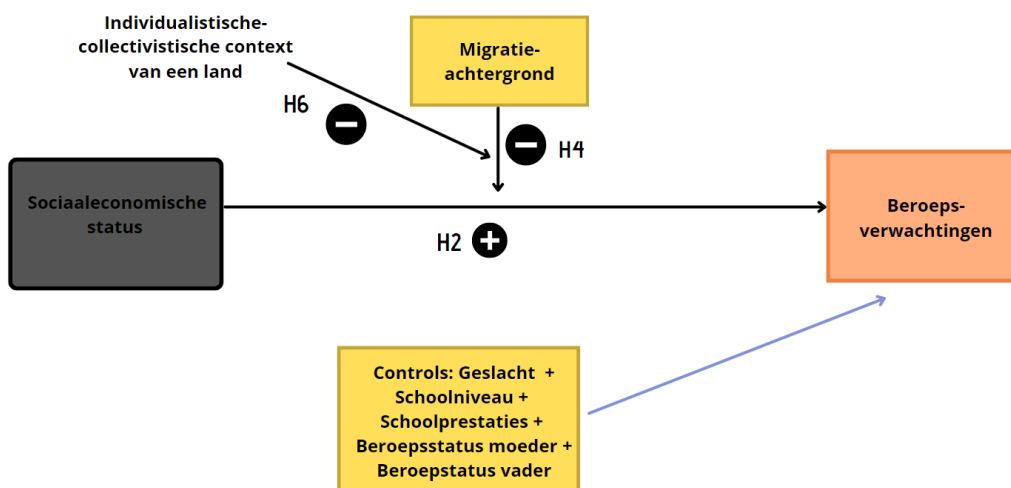 Individualistische-
collectivistische context
van een land
Migratie-
achtergrond
H6
H4
Sociaaleconomische
status
H2
Beroeps-
verwachtingen
Controls: Geslacht +
Schoolniveau +
Schoolprestaties +
Beroepsstatus moeder +
Beroepstatus vader